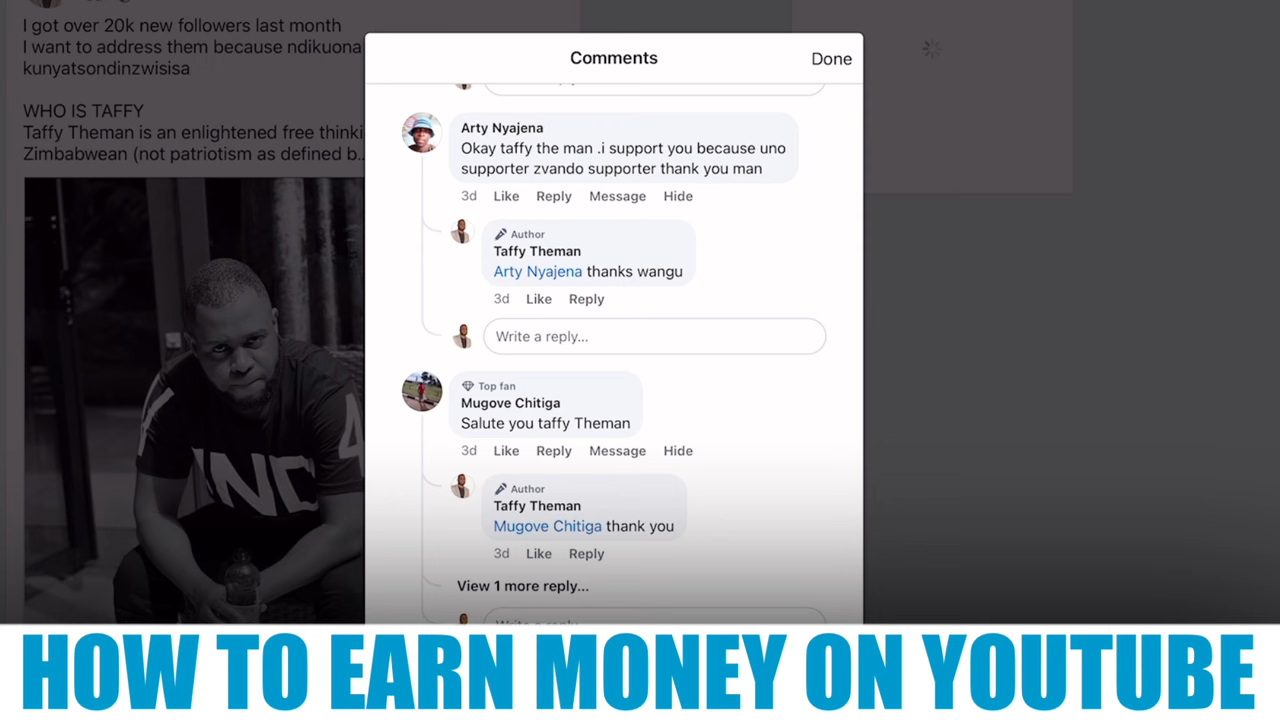 I got over 20k new followers last month
I want to address them because ndikuona
kunyatsondinzwisisa
WHO IS TAFFY
Taffy Theman is an enlightened free thinki
Zimbabwean (not patriotism as defined b..
Comments
Done
Arty Nyajena
Okay taffy the man .i support you because uno
supporter zvando supporter thank you man
3d Like Reply Message Hide
Author
Taffy Theman
Arty Nyajena thanks wangu
3d Like Reply
Write a reply...
Top fan
Mugove Chitiga
Salute you taffy Theman
3d Like Reply Message Hide
Author
Taffy Theman
Mugove Chitiga thank you
3d Like Reply
View 1 more reply...
Write a reply...
HOW TO EARN MONEY ON YOUTUBE